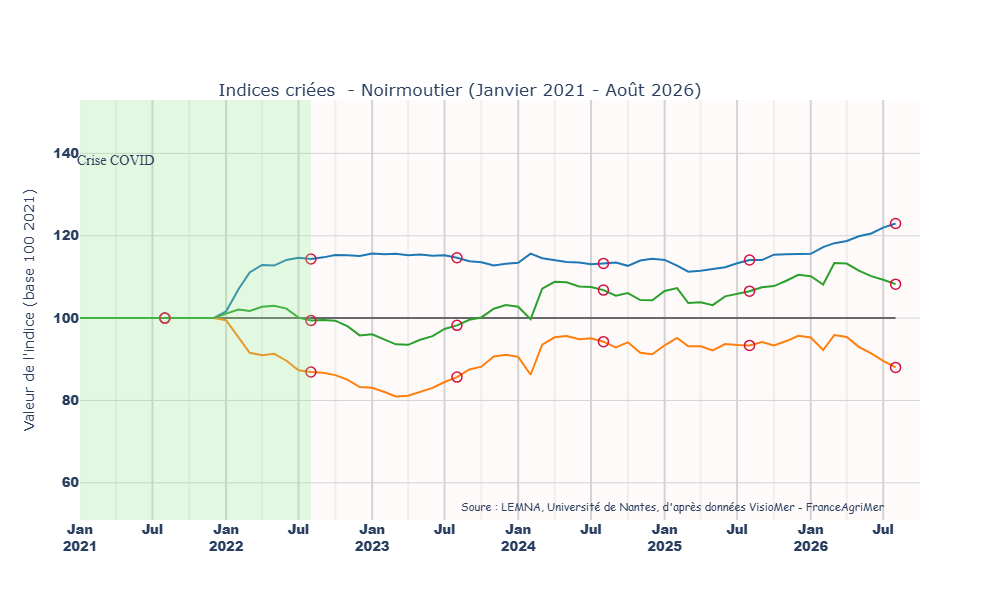 Indices criées  - Noirmoutier (Janvier 2021 - Août 2026)
Valeur de l'indice (base 100 2021)
140
Crise COVID
120
100
80
60
Soure : LEMNA, Université de Nantes, d'après données VisioMer - FranceAgriMer
Jan Jul Jan Jul Jan Jul Jan Jul Jan Jul Jan Jul
2021 2022 2023 2024 2025 2026